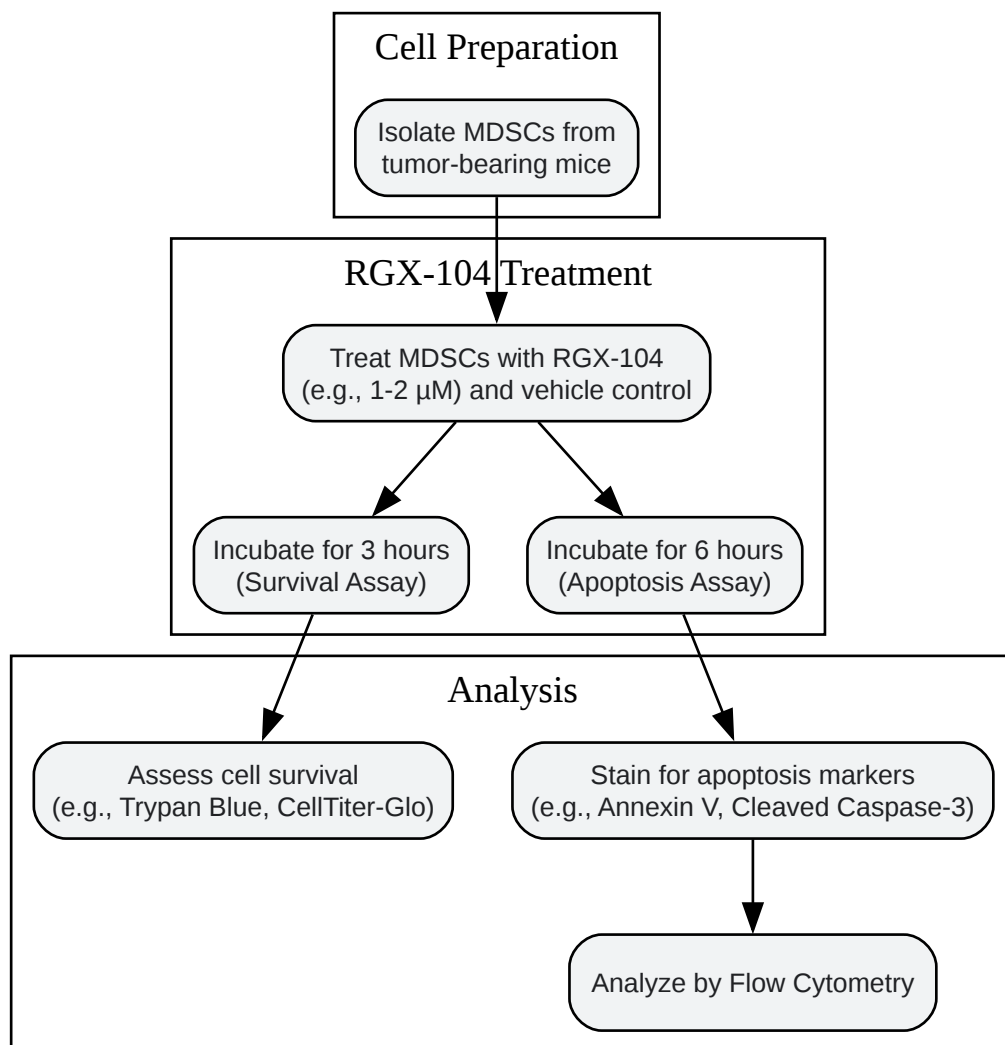 Cell Preparation
Isolate MDSCs from
tumor-bearing mice
RGX-104 Treatment
Treat MDSCs with RGX-104
(e.g., 1-2 µM) and vehicle control
Incubate for 3 hours
(Survival Assay)
Incubate for 6 hours
(Apoptosis Assay)
Analysis
Assess cell survival
(e.g., Trypan Blue, CellTiter-Glo)
Stain for apoptosis markers
(e.g., Annexin V, Cleaved Caspase-3)
Analyze by Flow Cytometry